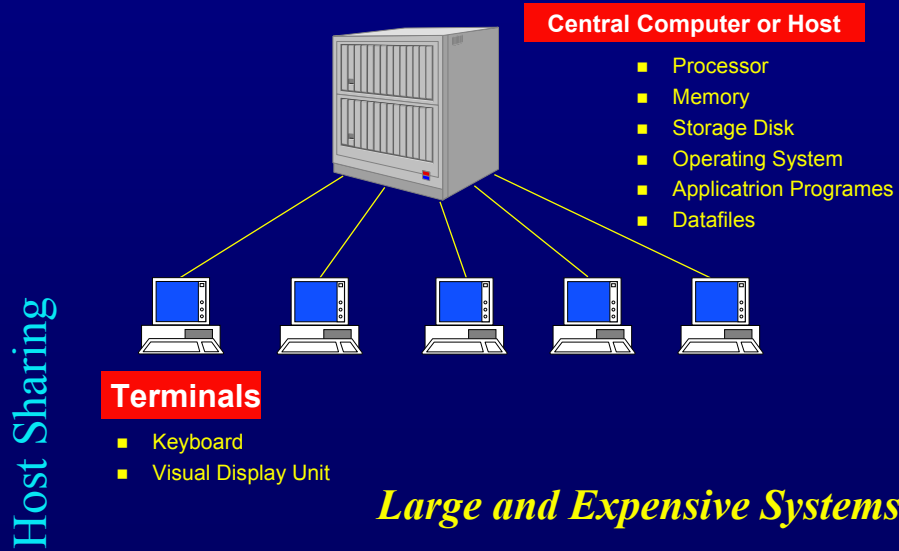 Central Computer or Host
Processor
Memory
Storage Disk
Operating System
Applicatrion Programes
Datafiles
Host Sharing
Terminals
Keyboard
Visual Display Unit
Large and Expensive Systems